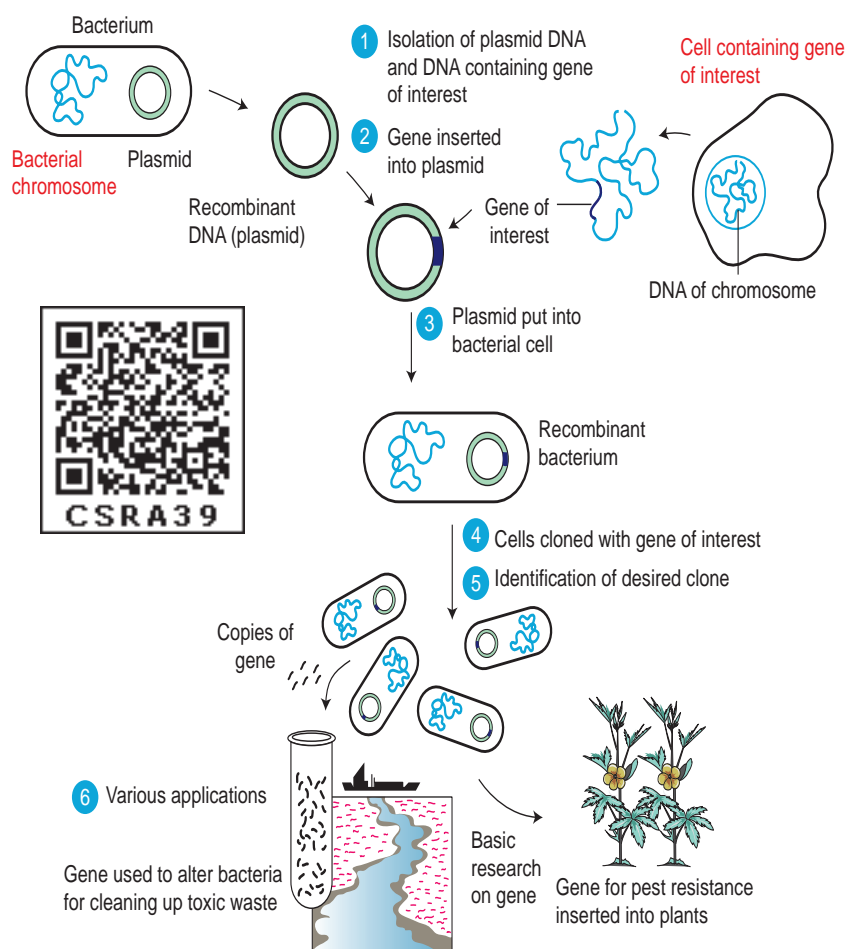 Bacterium
Bacterial
chromosome
Plasmid
1 Isolation of plasmid DNA
and DNA containing gene
of interest
Cell containing gene
of interest
2 Gene inserted
into plasmid
Recombinant
DNA (plasmid)
Gene of
interest
DNA of chromosome
3 Plasmid put into
bacterial cell
CSRA39
Recombinant
bacterium
4 Cells cloned with gene of interest
5 Identification of desired clone
Copies of
gene
6 Various applications
Gene used to alter bacteria
for cleaning up toxic waste
Basic
research
on gene
Gene for pest resistance
inserted into plants